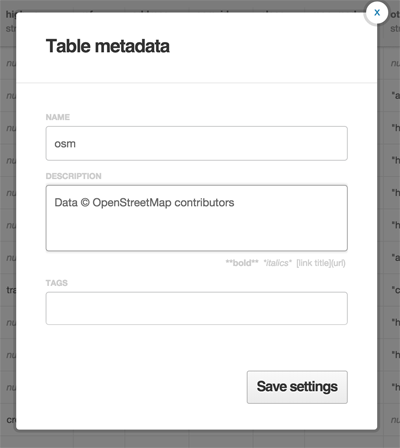 x
Table metadata
NAME
osm
DESCRIPTION
Data © OpenStreetMap contributors
**bold** *italics* [link title](url)
TAGS
Save settings